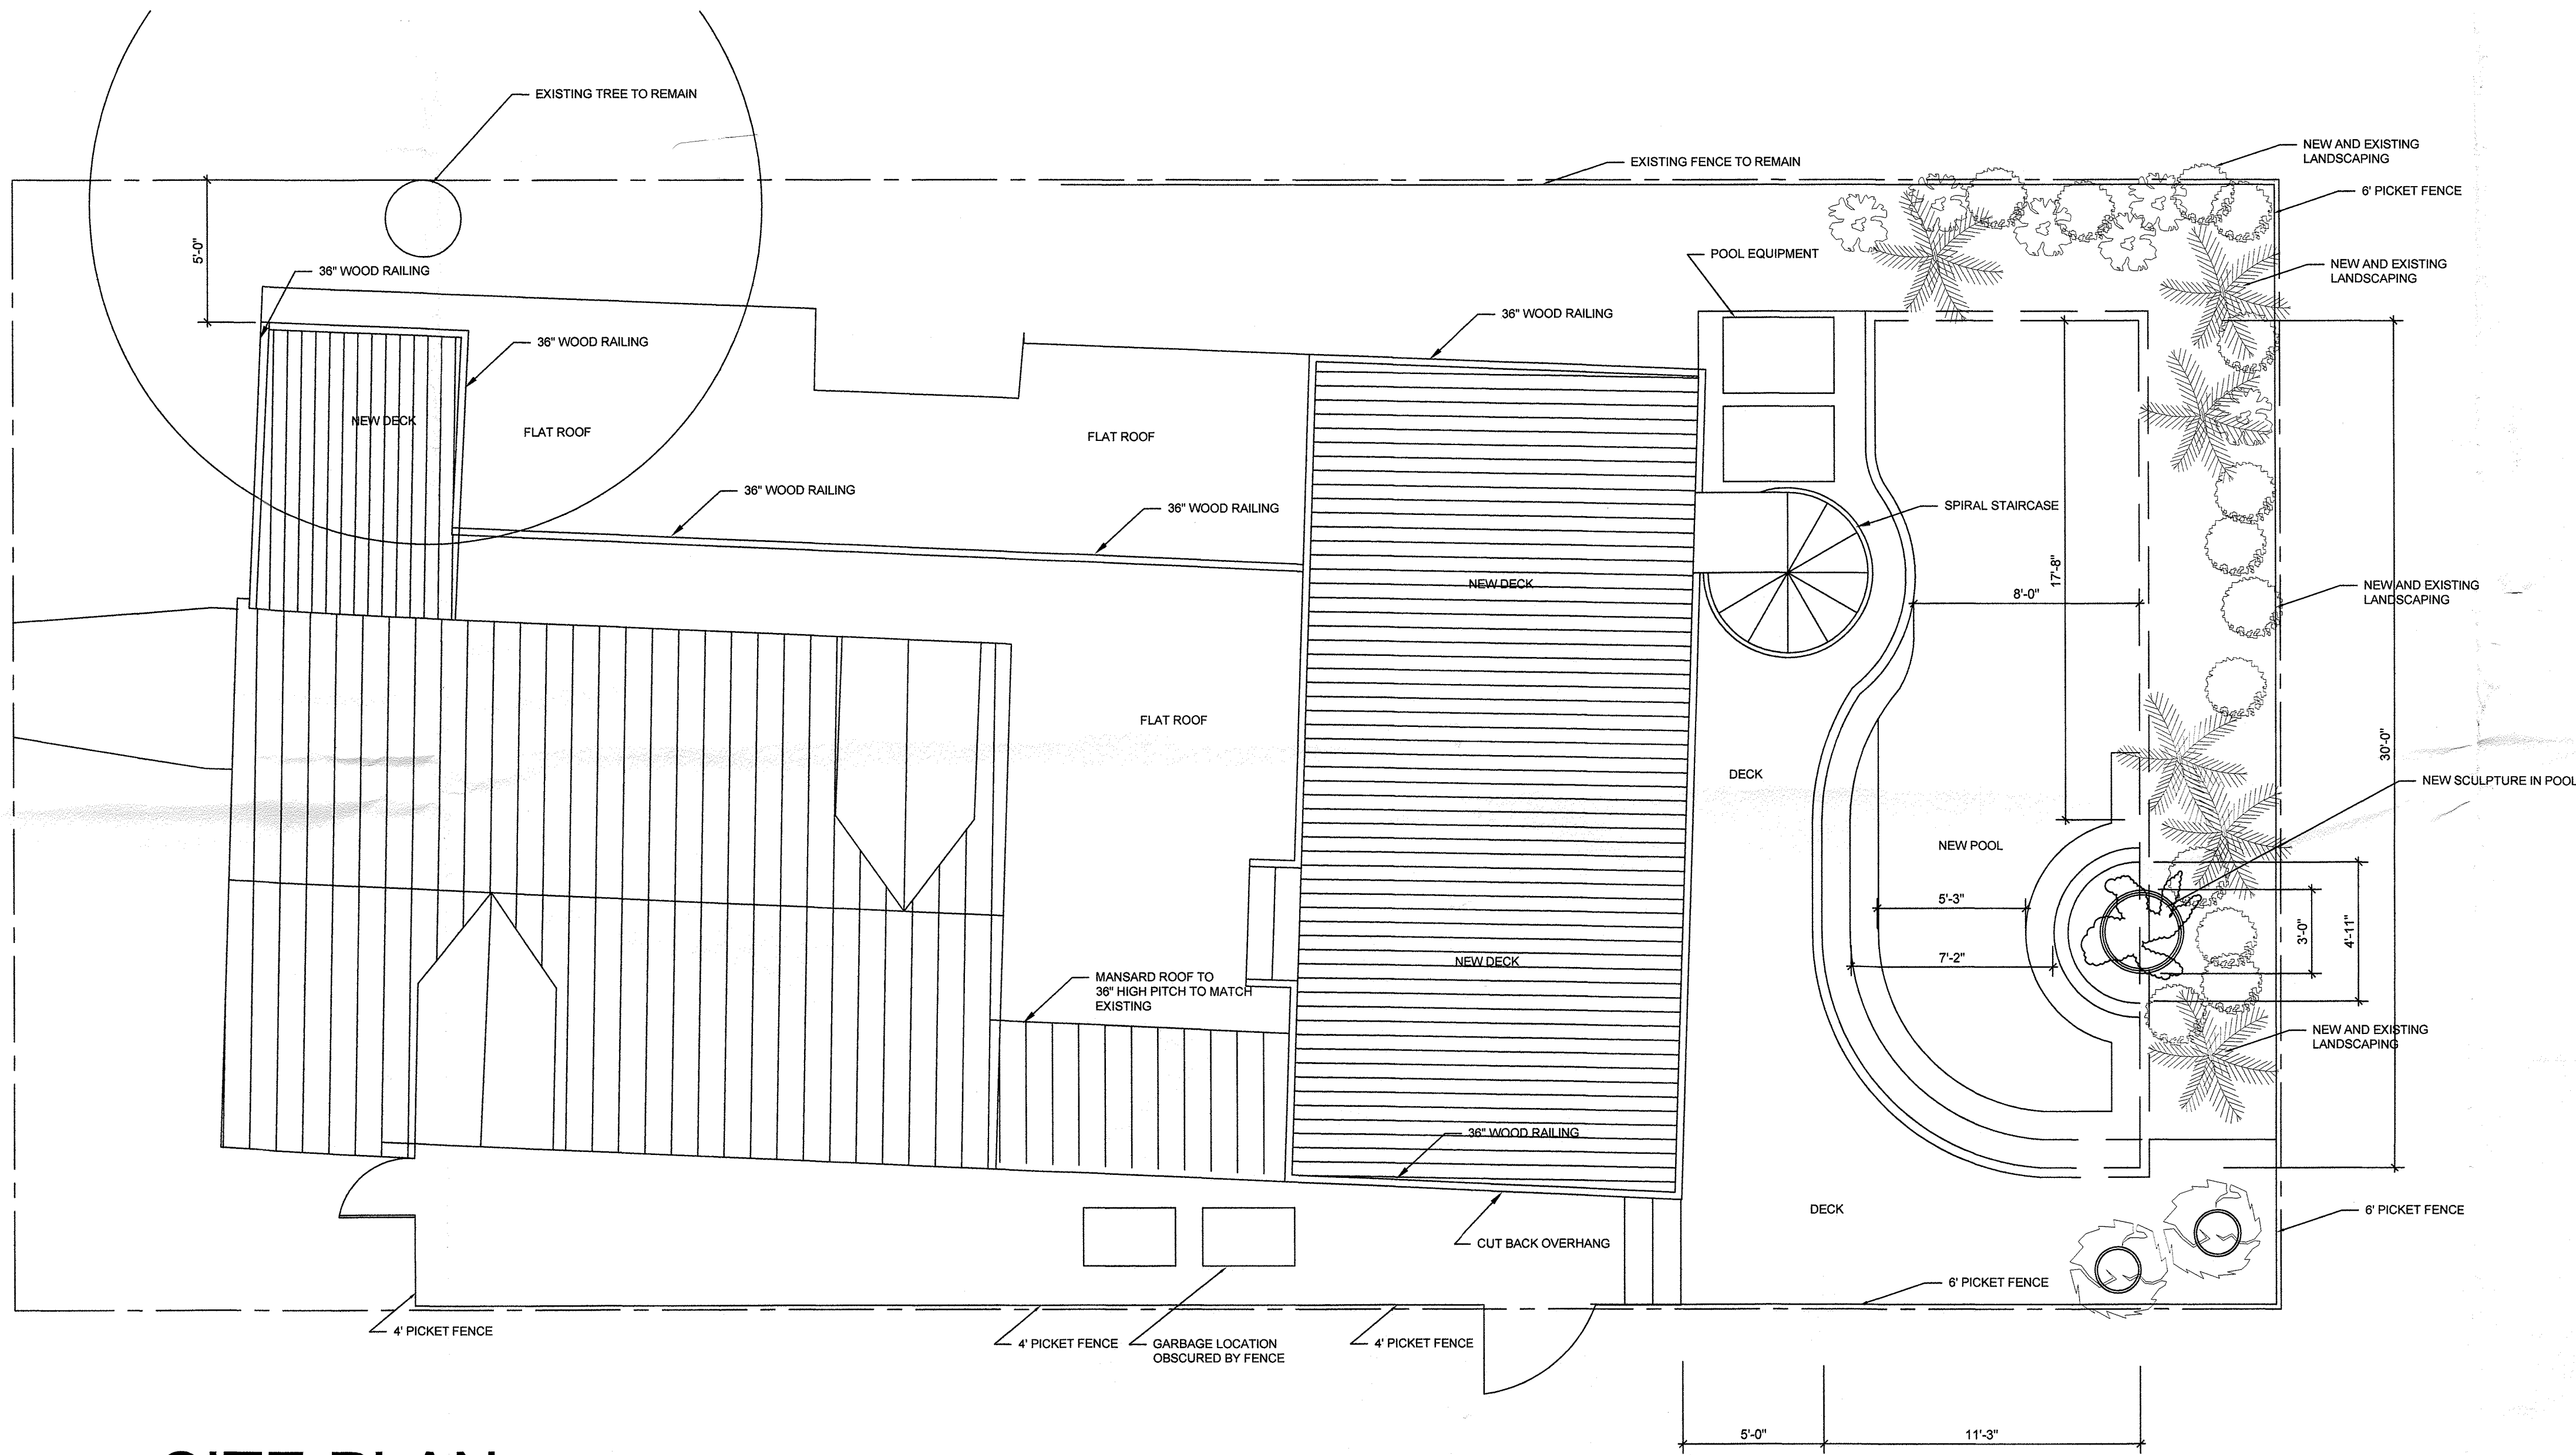 EXISTING TREE TO REMAIN
NEW AND EXISTING
LANDSCAPING
EXISTING FENCE TO REMAIN
6' PICKET FENCE
5'-0"
36" WOOD RAILING
POOL EQUIPMENT
NEW AND EXISTING
LANDSCAPING
36" WOOD RAILING
36" WOOD RAILING
NEW DECK
FLAT ROOF
FLAT ROOF
36" WOOD RAILING
36" WOOD RAILING
SPIRAL STAIRCASE
17'-8"
NEW DECK
8'-0"
NEW AND EXISTING
LANDSCAPING
FLAT ROOF
30'-0"
DECK
NEW SCULPTURE IN POOL
NEW POOL
5'-3"
3'-0"
4'-11"
7'-2"
NEW DECK
MANSARD ROOF TO
36" HIGH PITCH TO MATCH
EXISTING
NEW AND EXISTING
LANDSCAPING
36" WOOD RAILING
DECK
6' PICKET FENCE
CUT BACK OVERHANG
6' PICKET FENCE
4' PICKET FENCE
4' PICKET FENCE
GARBAGE LOCATION
OBSCURED BY FENCE
4' PICKET FENCE
5'-0"
11'-3"
SITE PLAN